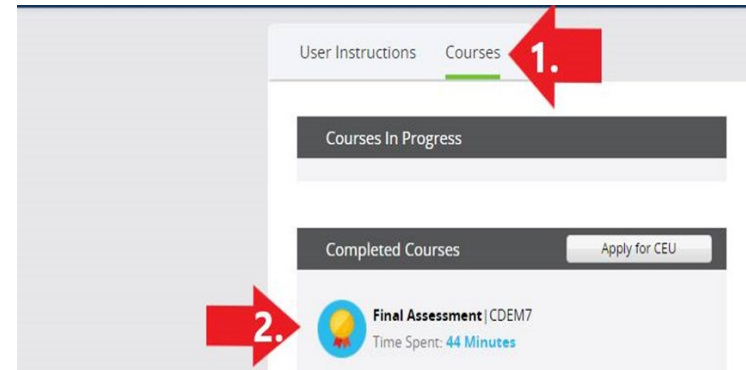 User Instructions Courses 1.
Courses In Progress
Completed Courses Apply for CEU
2. Final Assessment|CDEM7
Time Spent: 44 Minutes